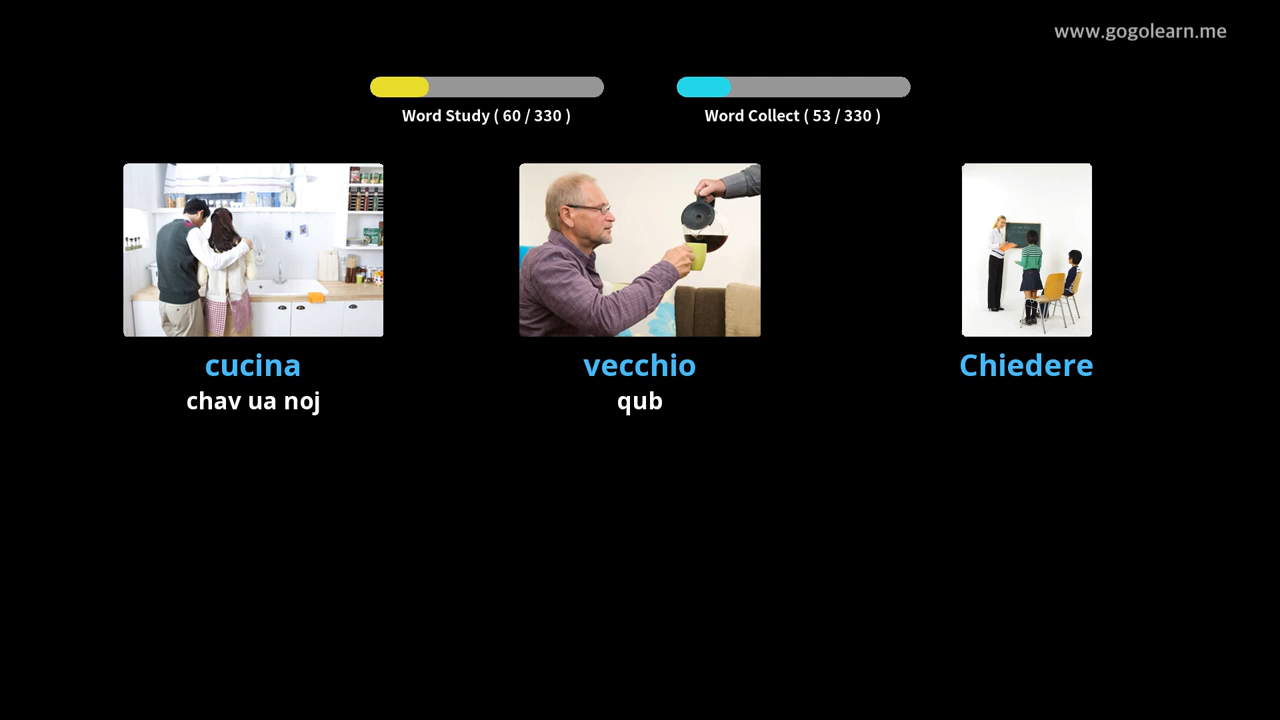 www.gogolearn.me
Word Study ( 60 / 330 )
Word Collect ( 53 / 330 )
cucina
chav ua noj
vecchio
qub
Chiedere